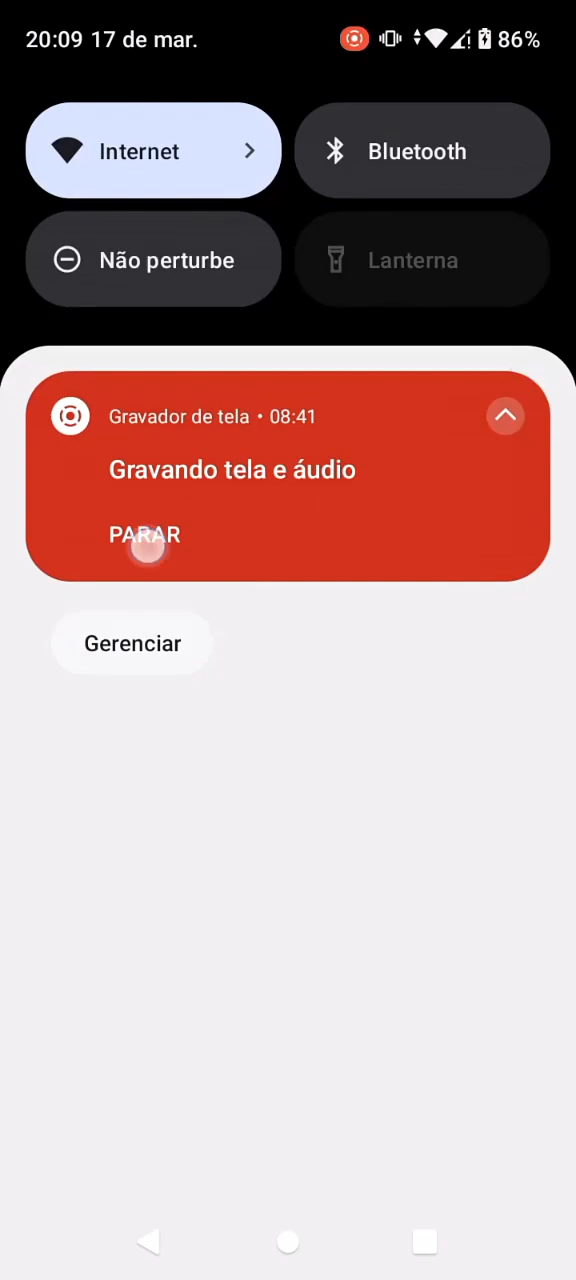 20:09 17 de mar. 86%
Internet
Bluetooth
Não perturbe
Lanterna
Gravador de tela • 08:41
Gravando tela e áudio
PARAR
Gerenciar